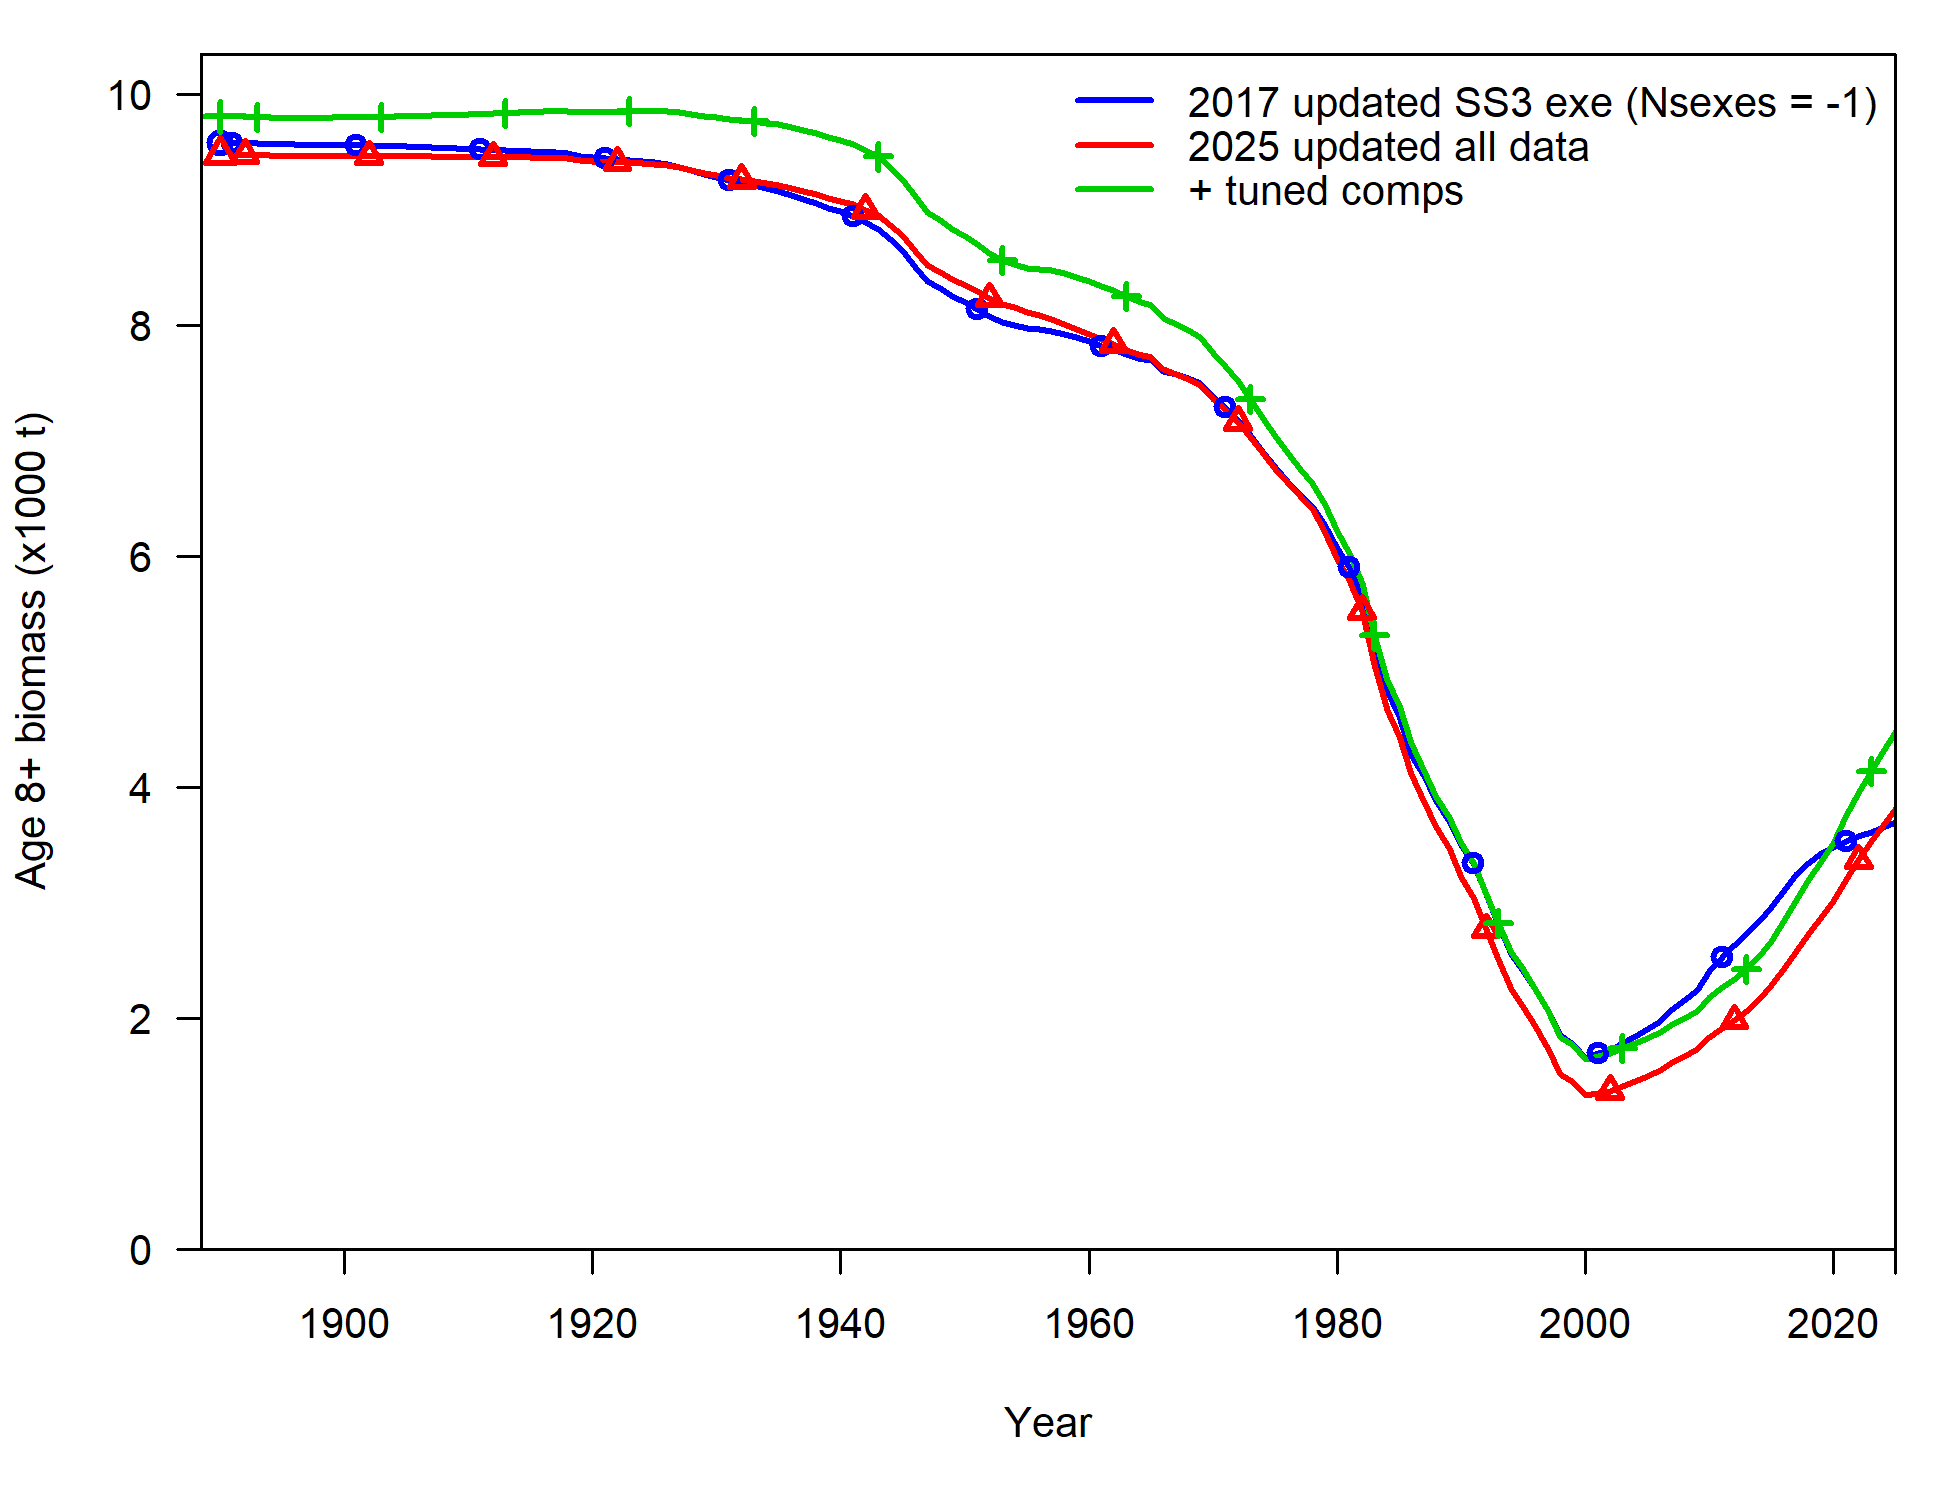 10
8
6
4
2
0
Age 8+ biomass (x1000 t)
2017 updated SS3 exe (Nsexes = -1)
2025 updated all data
+ tuned comps
1900 1920 1940 1960 1980 2000 2020
Year